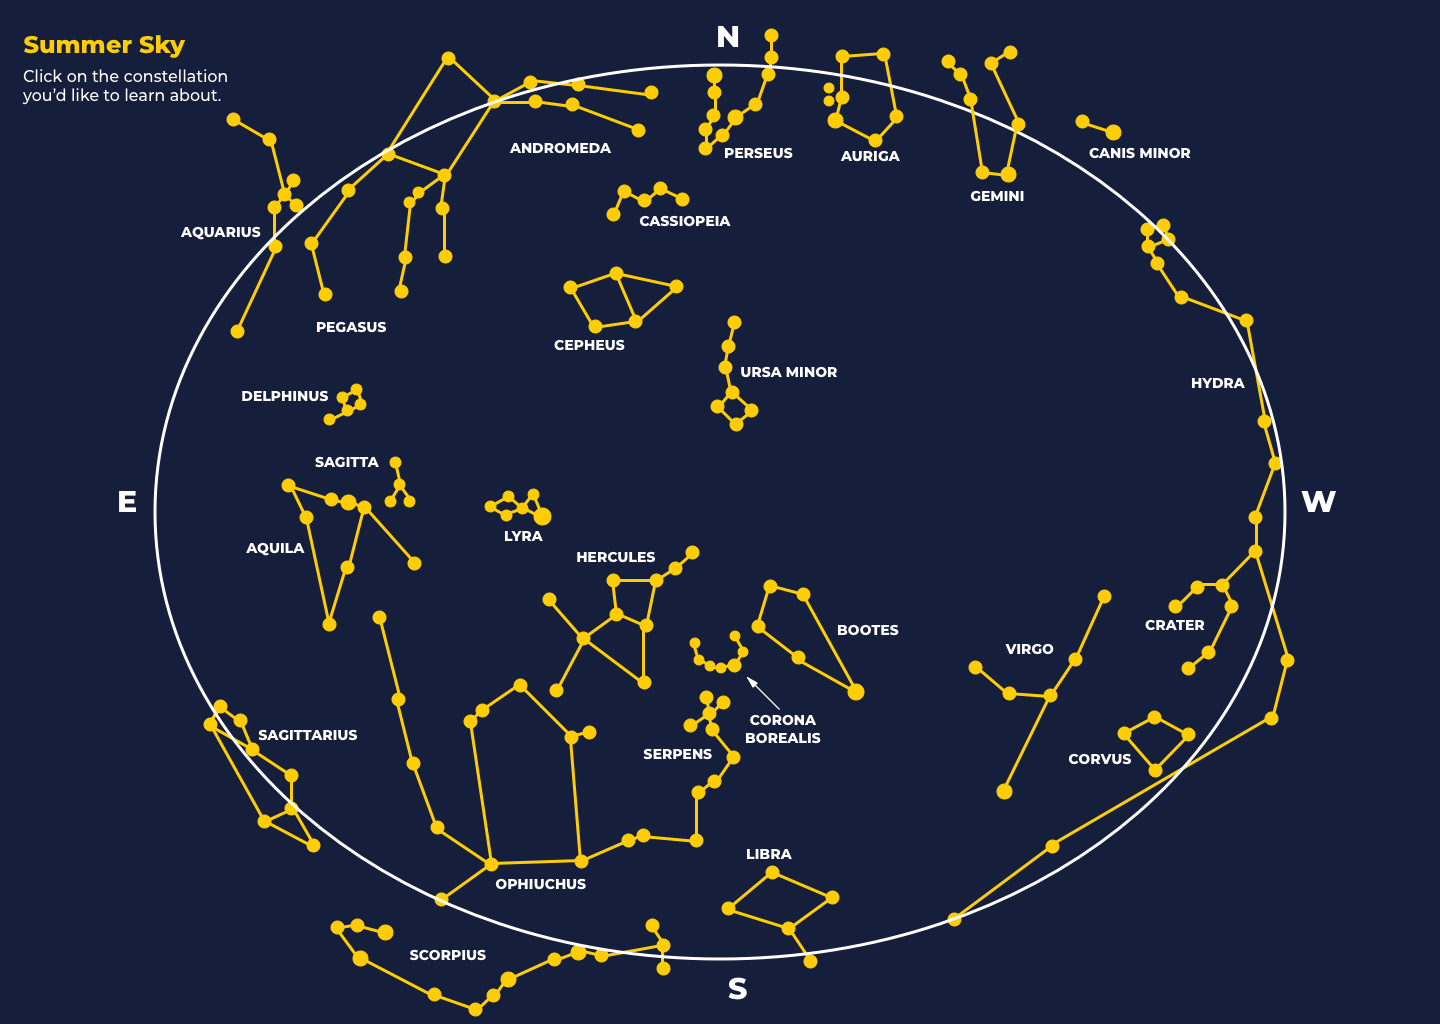 Summer Sky
Click on the constellation
you'd like to learn about.
N
ANDROMEDA
PERSEUS
AURIGA
CANIS MINOR
GEMINI
CASSIOPEIA
AQUARIUS
PEGASUS
CEPHEUS
URSA MINOR
HYDRA
DELPHINUS
SAGITTA
E
W
LYRA
AQUILA
HERCULES
BOOTES
CRATER
VIRGO
CORONA
BOREALIS
SAGITTARIUS
SERPENS
CORVUS
LIBRA
OPHIUCHUS
SCORPIUS
S